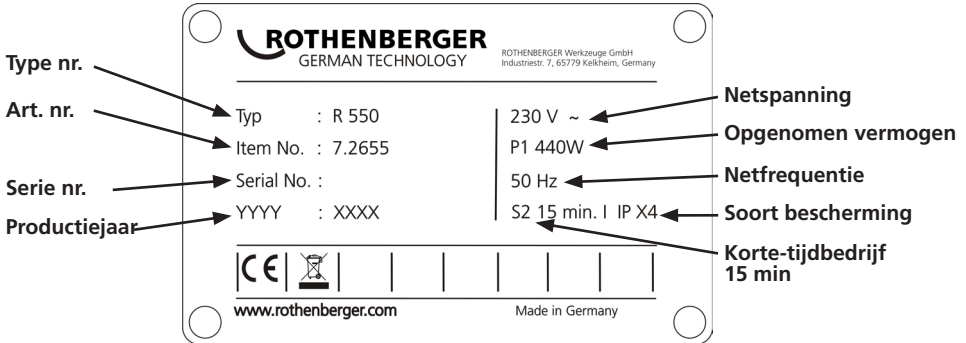 ROTHENBERGER
GERMAN TECHNOLOGY
ROTHENBERGER Werkzeuge GmbH
Industriestr. 7, 65779 Kelkheim, Germany
Type nr.
Art. nr.
Serie nr.
Productiejaar
Typ : R 550
Item No. : 7.2655
Serial No. :
YYYY : XXXX
230 V ~
P1 440W
50 Hz
S2 15 min. I IP X4
Netspanning
Opgenomen vermogen
Netfrequentie
Soort bescherming
Korte-tijdbedrijf
15 min
CE
www.rothenberger.com
Made in Germany